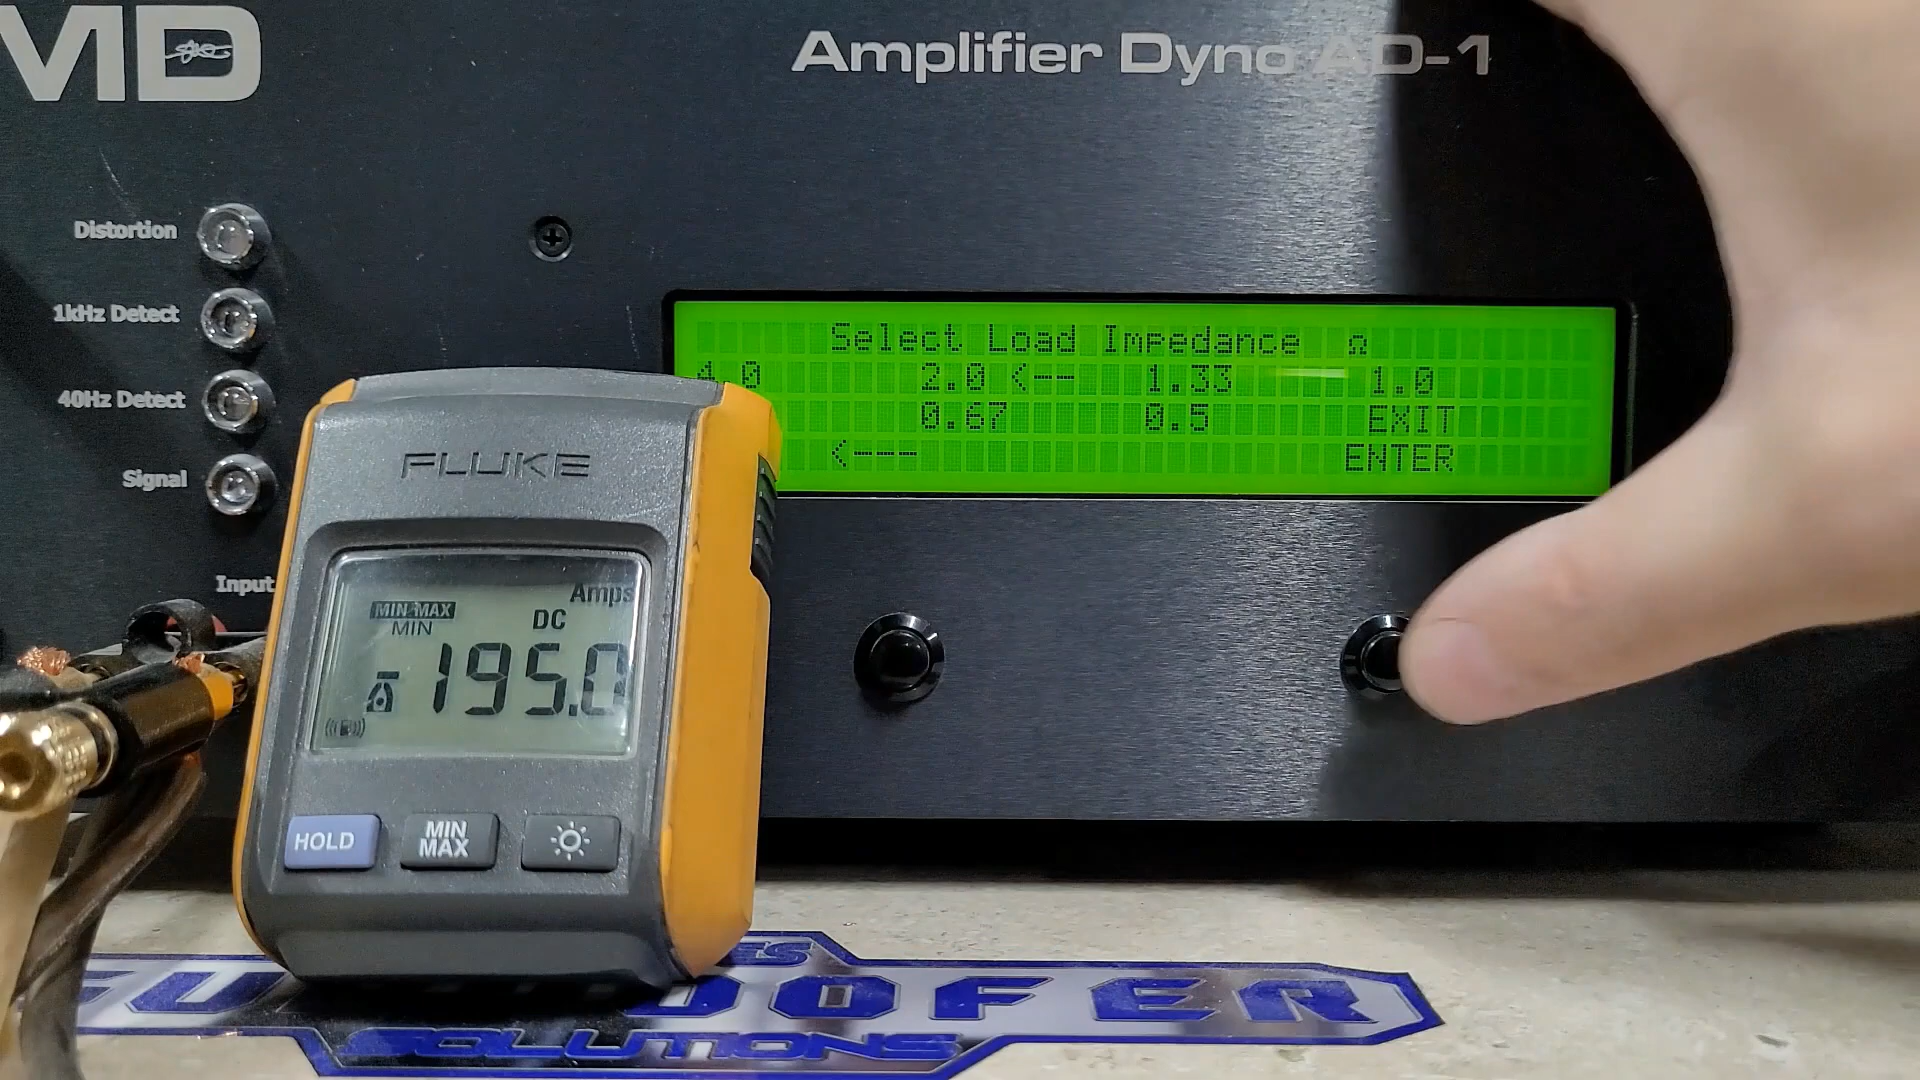 MD
Amplifier Dyno AD-1
Distortion
1kHz Detect
40Hz Detect
Signal
Input
Select Load Impedance Ω
4.0 2.0 <-- 1.33 1.0
0.67 0.5 EXIT
<--- ENTER
FLUKE
Amps
MIN MAX
MIN DC
-195.0
HOLD
MIN MAX
SOLUTIONS